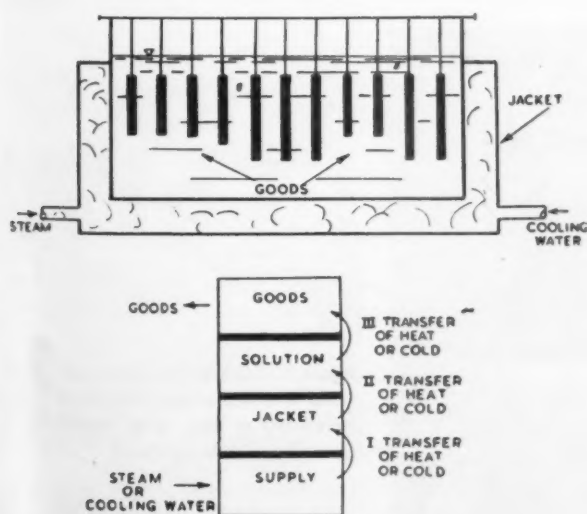 JACKET
GOODS
STEAM
COOLING
WATER
GOODS
GOODS
III TRANSFER
OF HEAT
OR COLD
SOLUTION
II TRANSFER
OF HEAT
OR COLD
JACKET
I TRANSFER
OF HEAT
OR COLD
STEAM
OR
COOLING WATER
SUPPLY